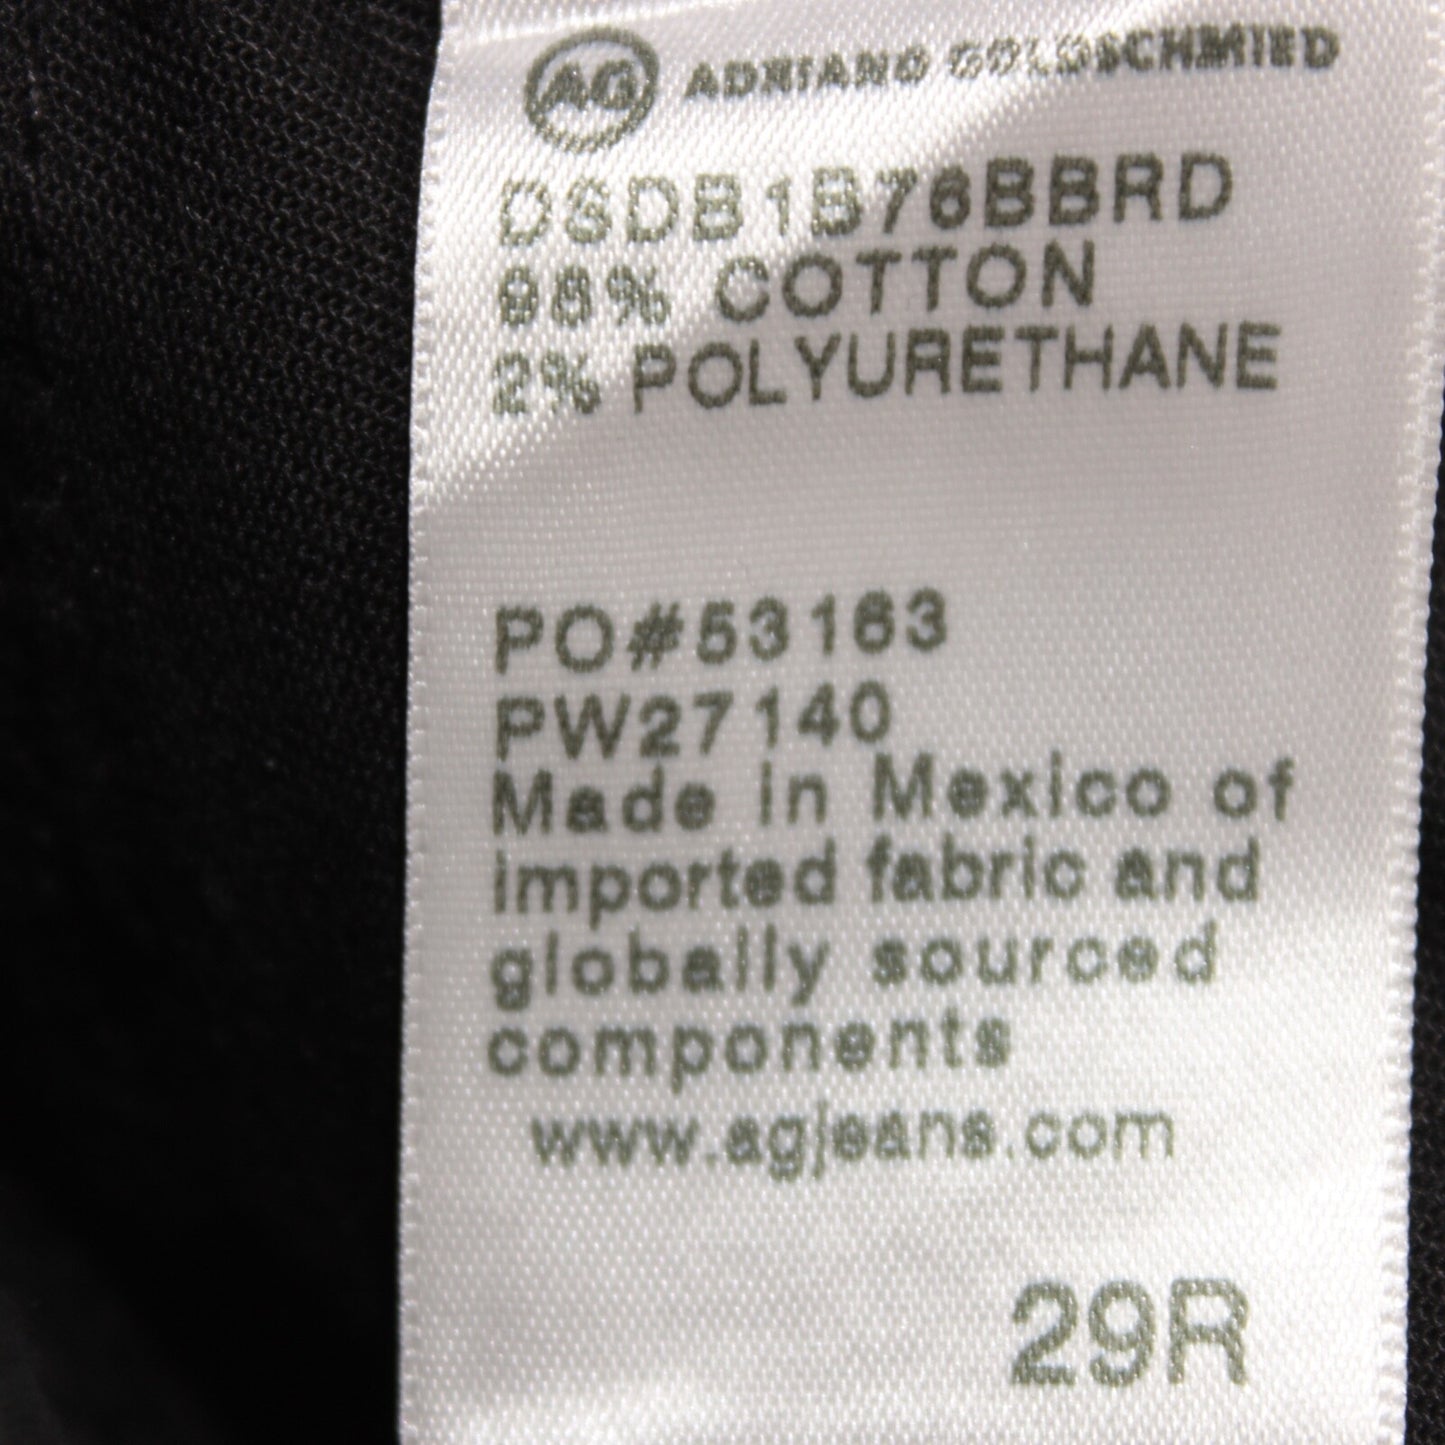 AG ADRIANO GOLDSCHMIED
DSDB1B76BBRD
98% COTTON
2% POLYURETHANE
PO#53163
PW27140
Made in Mexico of
imported fabric and
globally sourced
components
www.agjeans.com
29R